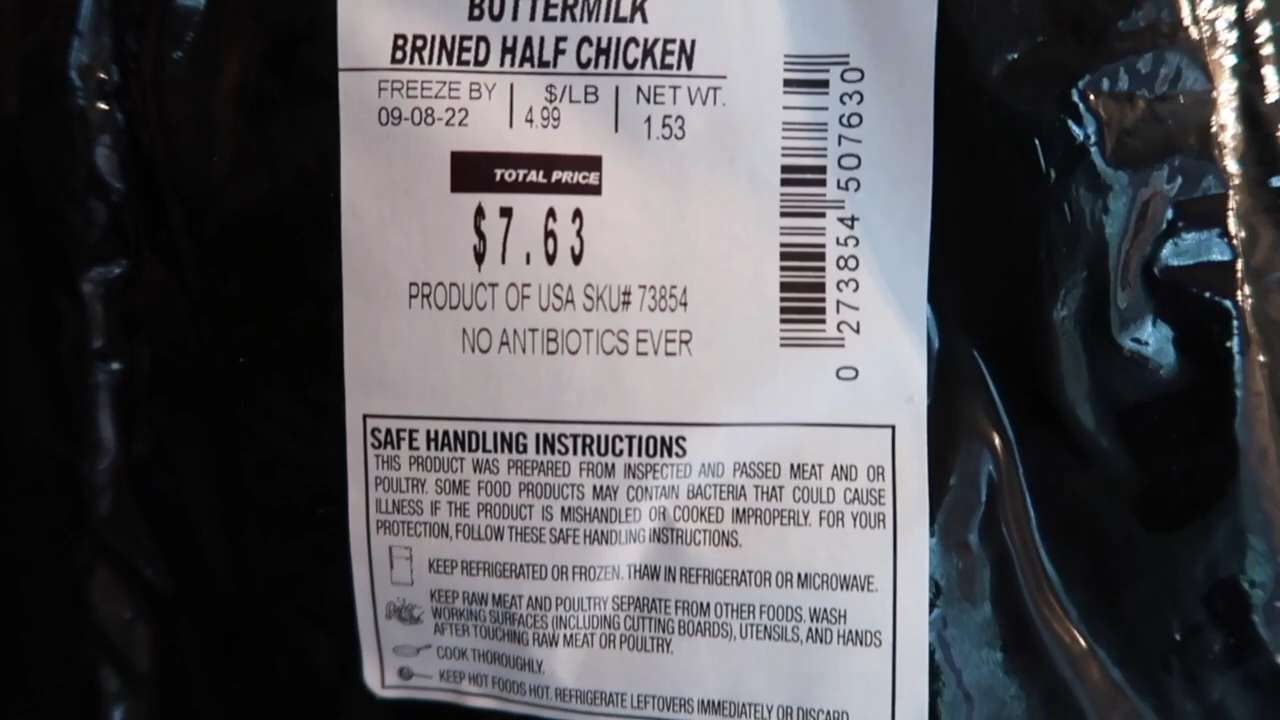 BUTTERMILK
BRINED HALF CHICKEN
FREEZE BY $/LB NET WT.
09-08-22 4.99 1.53
TOTAL PRICE
$7.63
PRODUCT OF USA SKU# 73854
NO ANTIBIOTICS EVER
0 273854 507630
SAFE HANDLING INSTRUCTIONS
THIS PRODUCT WAS PREPARED FROM INSPECTED AND PASSED MEAT AND OR
POULTRY. SOME FOOD PRODUCTS MAY CONTAIN BACTERIA THAT COULD CAUSE
ILLNESS IF THE PRODUCT IS MISHANDLED OR COOKED IMPROPERLY. FOR YOUR
PROTECTION, FOLLOW THESE SAFE HANDLING INSTRUCTIONS.
KEEP REFRIGERATED OR FROZEN. THAW IN REFRIGERATOR OR MICROWAVE.
KEEP RAW MEAT AND POULTRY SEPARATE FROM OTHER FOODS. WASH
WORKING SURFACES (INCLUDING CUTTING BOARDS), UTENSILS, AND HANDS
AFTER TOUCHING RAW MEAT OR POULTRY.
COOK THOROUGHLY.
KEEP HOT FOODS HOT. REFRIGERATE LEFTOVERS IMMEDIATELY OR DISCARD